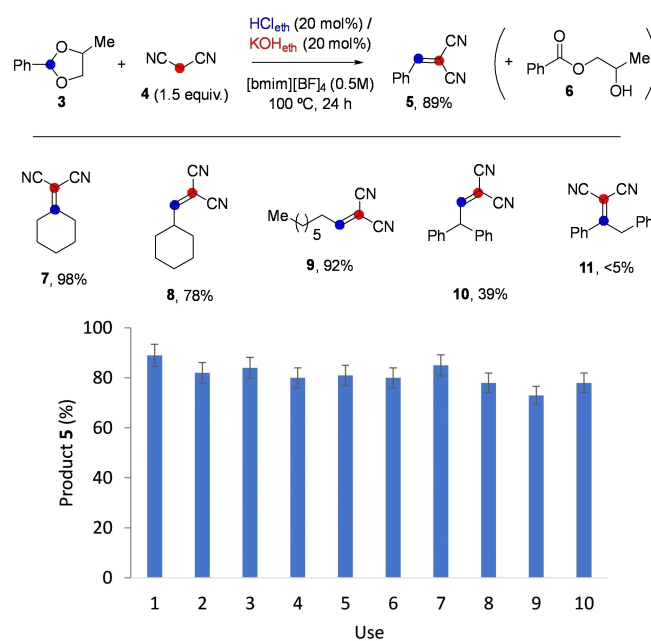 HCl_eth (20 mol%) /
KOH_eth (20 mol%)
[bmim][BF]4 (0.5M)
100 ºC, 24 h
Ph O O Me
3
+
NC CN
4 (1.5 equiv.)
CN
CN
Ph
5, 89%
+
O
Ph O Me
OH
6
NC CN
7, 98%
CN
CN
8, 78%
Me ( )5 CN
CN
9, 92%
CN
CN
Ph Ph
10, 39%
NC CN
Ph Ph
11, <5%
Product 5 (%)
100
80
60
40
20
0
1 2 3 4 5 6 7 8 9 10
Use